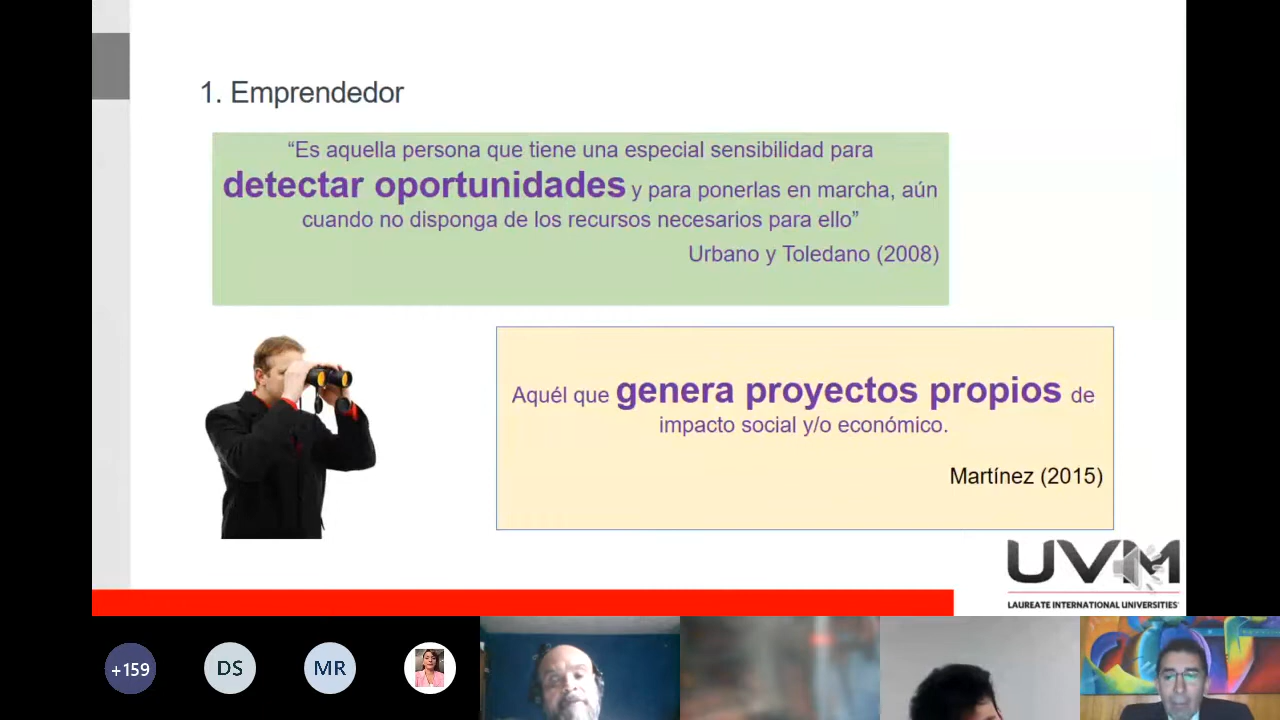 1. Emprendedor
“Es aquella persona que tiene una especial sensibilidad para
detectar oportunidades y para ponerlas en marcha, aún
cuando no disponga de los recursos necesarios para ello”
Urbano y Toledano (2008)
Aquél que genera proyectos propios de
impacto social y/o económico.
Martínez (2015)
UVM
LAUREATE INTERNATIONAL UNIVERSITIES
+159
DS
MR